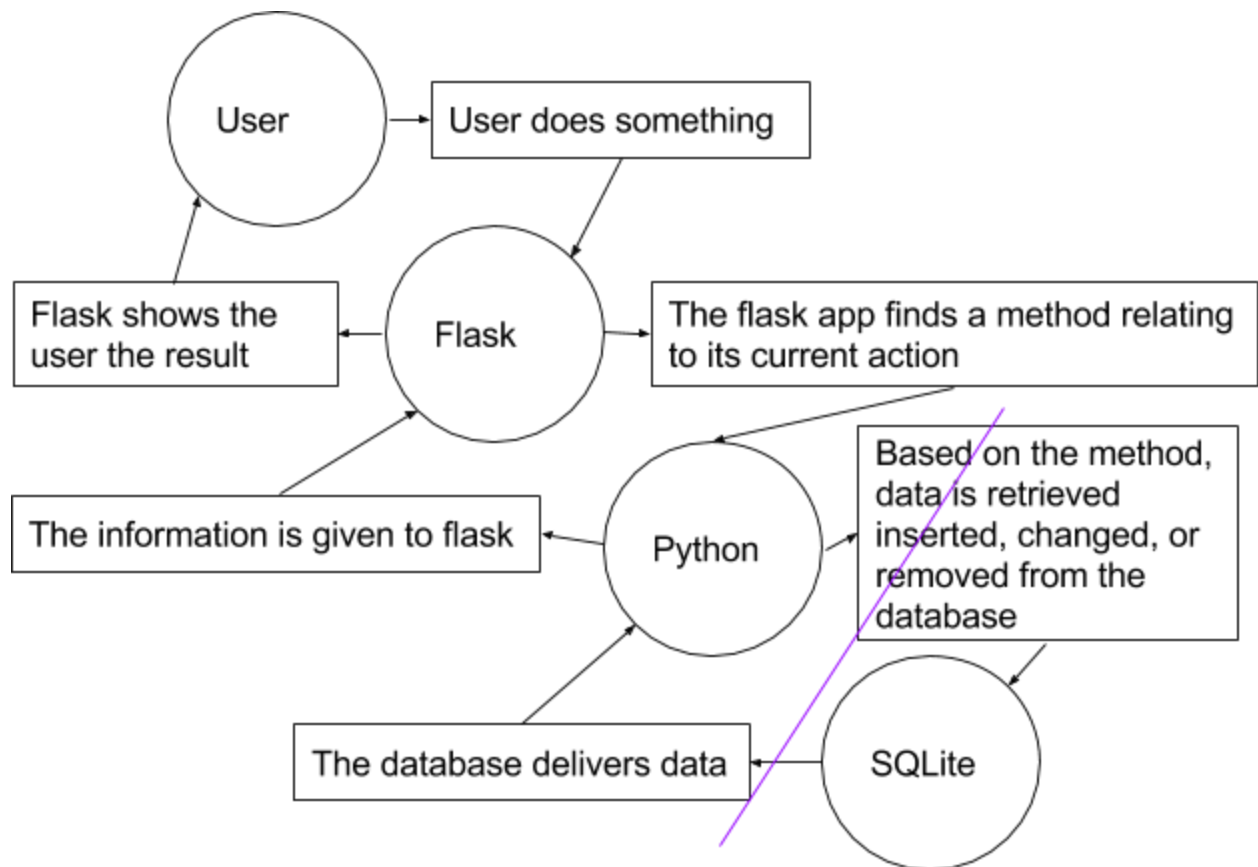 User
User does something
Flask shows the
user the result
Flask
The flask app finds a method relating
to its current action
The information is given to flask
Python
Based on the method,
data is retrieved
inserted, changed, or
removed from the
database
The database delivers data
SQLite